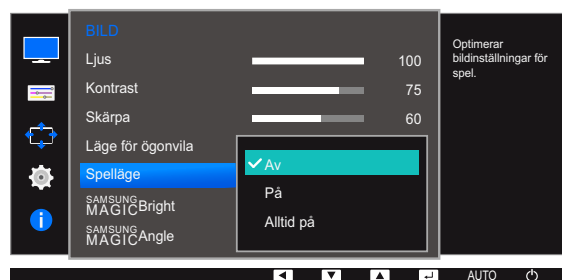 BILD
Ljus 100
Kontrast 75
Skärpa 60
Läge för ögonvila
Spelläge
SAMSUNG
MAGICBright
SAMSUNG
MAGICAngle
Av
På
Alltid på
Optimerar
bildinställningar för
spel.
AUTO